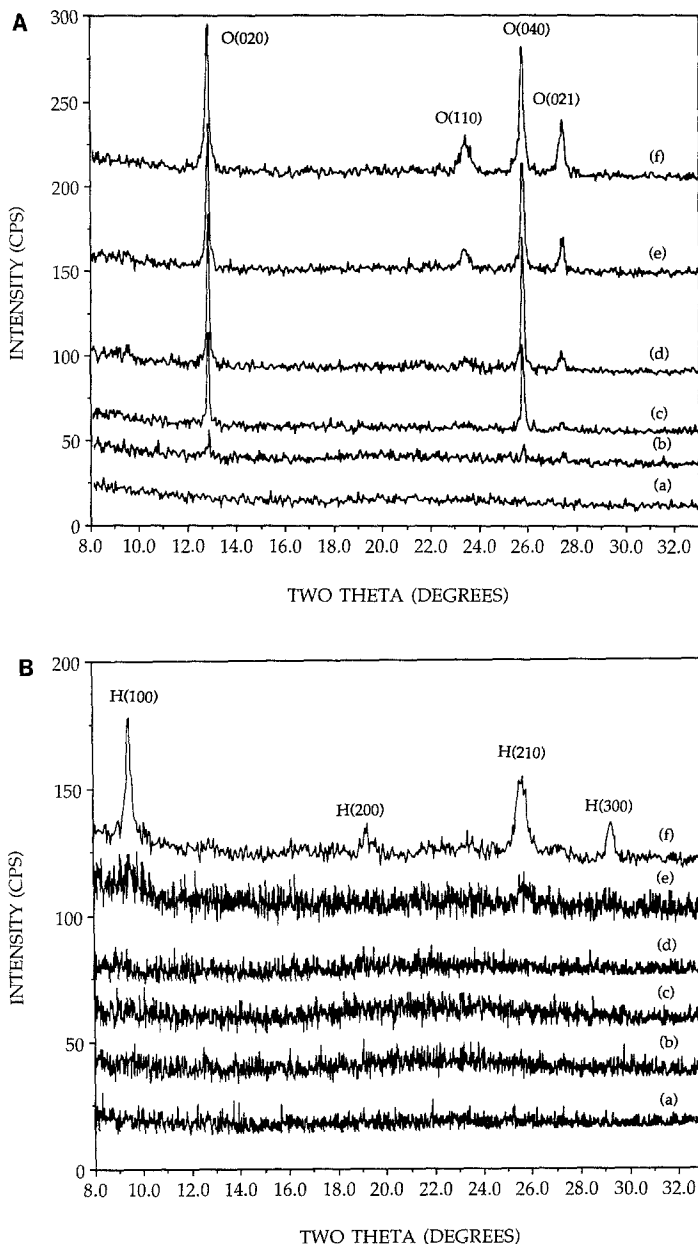 A
300
250
200
150
100
50
0
INTENSITY (CPS)
O(020)
O(110)
O(040)
O(021)
(f)
(e)
(d)
(c)
(b)
(a)
8.0 10.0 12.0 14.0 16.0 18.0 20.0 22.0 24.0 26.0 28.0 30.0 32.0
TWO THETA (DEGREES)
B
200
150
100
50
0
INTENSITY (CPS)
H(100)
H(200)
H(210)
H(300)
(f)
(e)
(d)
(c)
(b)
(a)
8.0 10.0 12.0 14.0 16.0 18.0 20.0 22.0 24.0 26.0 28.0 30.0 32.0
TWO THETA (DEGREES)